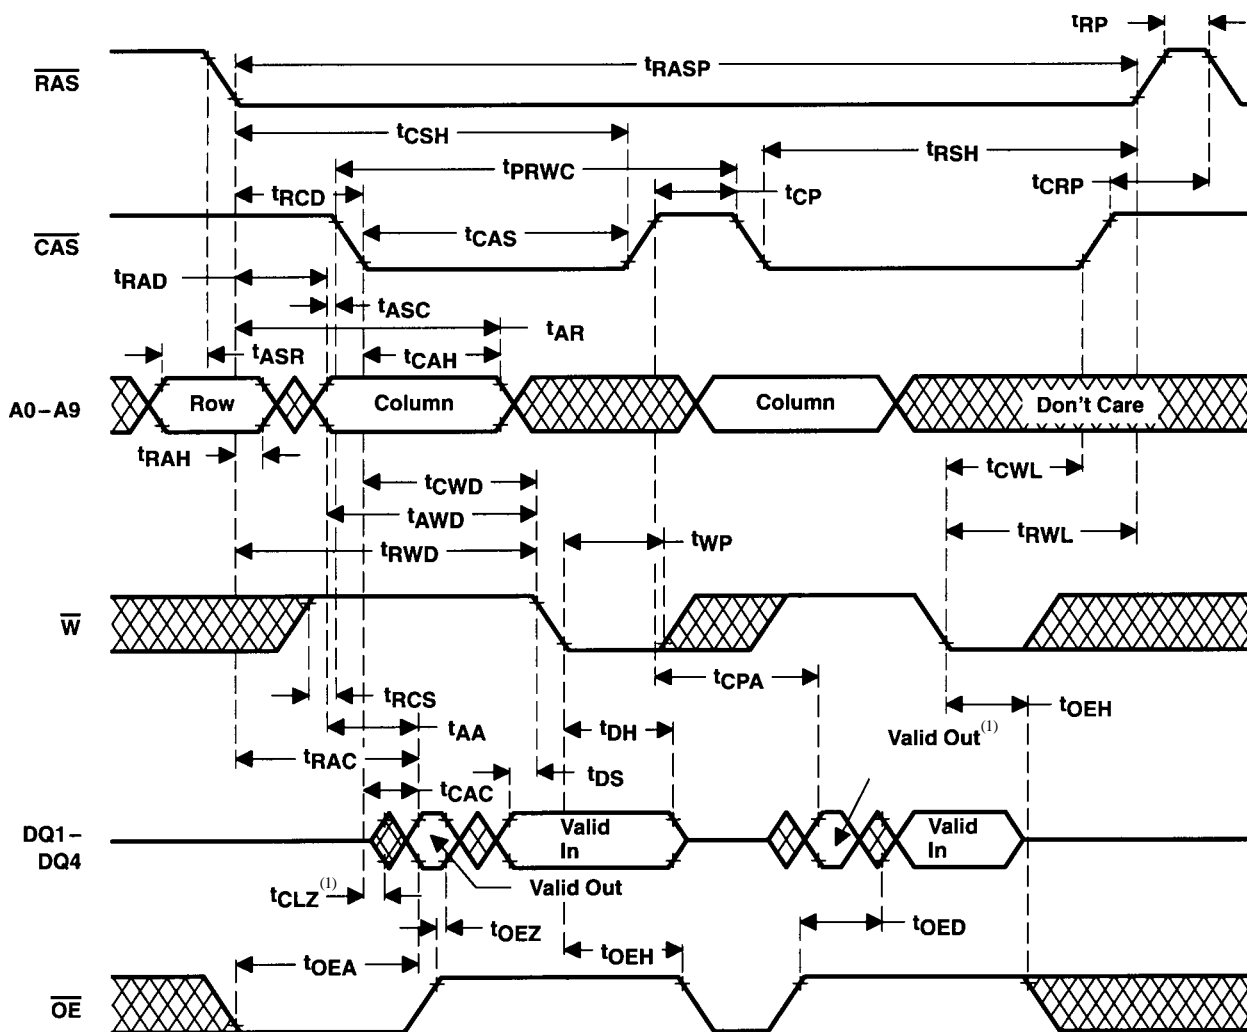 tRP
RAS
tRASP
tCSH
tRSH
tPRWC
tRCD
tCP
tCRP
CAS
tCAS
tRAD
tASC
tAR
tASR
tCAH
A0–A9
Row
Column
Column
Don't Care
tRAH
tCWD
tCWL
tAWD
tRWD
tWP
tRWL
W
tCPA
tRCS
tOEH
tAA
tDH
Valid Out(1)
tRAC
tDS
tCAC
DQ1–
DQ4
Valid
In
Valid
In
tCLZ(1)
Valid Out
tOEZ
tOED
tOEH
tOEA
OE